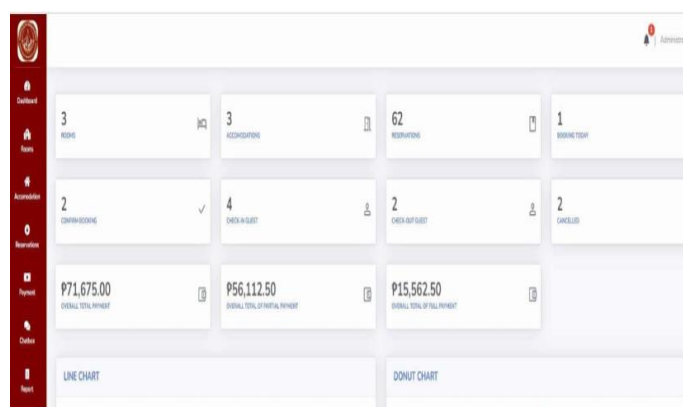 1
Administra
Dashboard
Rooms
Accomodation
Reservations
Payment
Chatbox
Report
3
ROOMS
3
ACCOMODATIONS
62
RESERVATIONS
1
BOOKING TODAY
2
CONFIRM BOOKING
4
CHECK-IN GUEST
2
CHECK-OUT GUEST
2
CANCELLED
₱71,675.00
OVERALL TOTAL PAYMENT
₱56,112.50
OVERALL TOTAL OF PARTIAL PAYMENT
₱15,562.50
OVERALL TOTAL OF FULL PAYMENT
LINE CHART
DONUT CHART